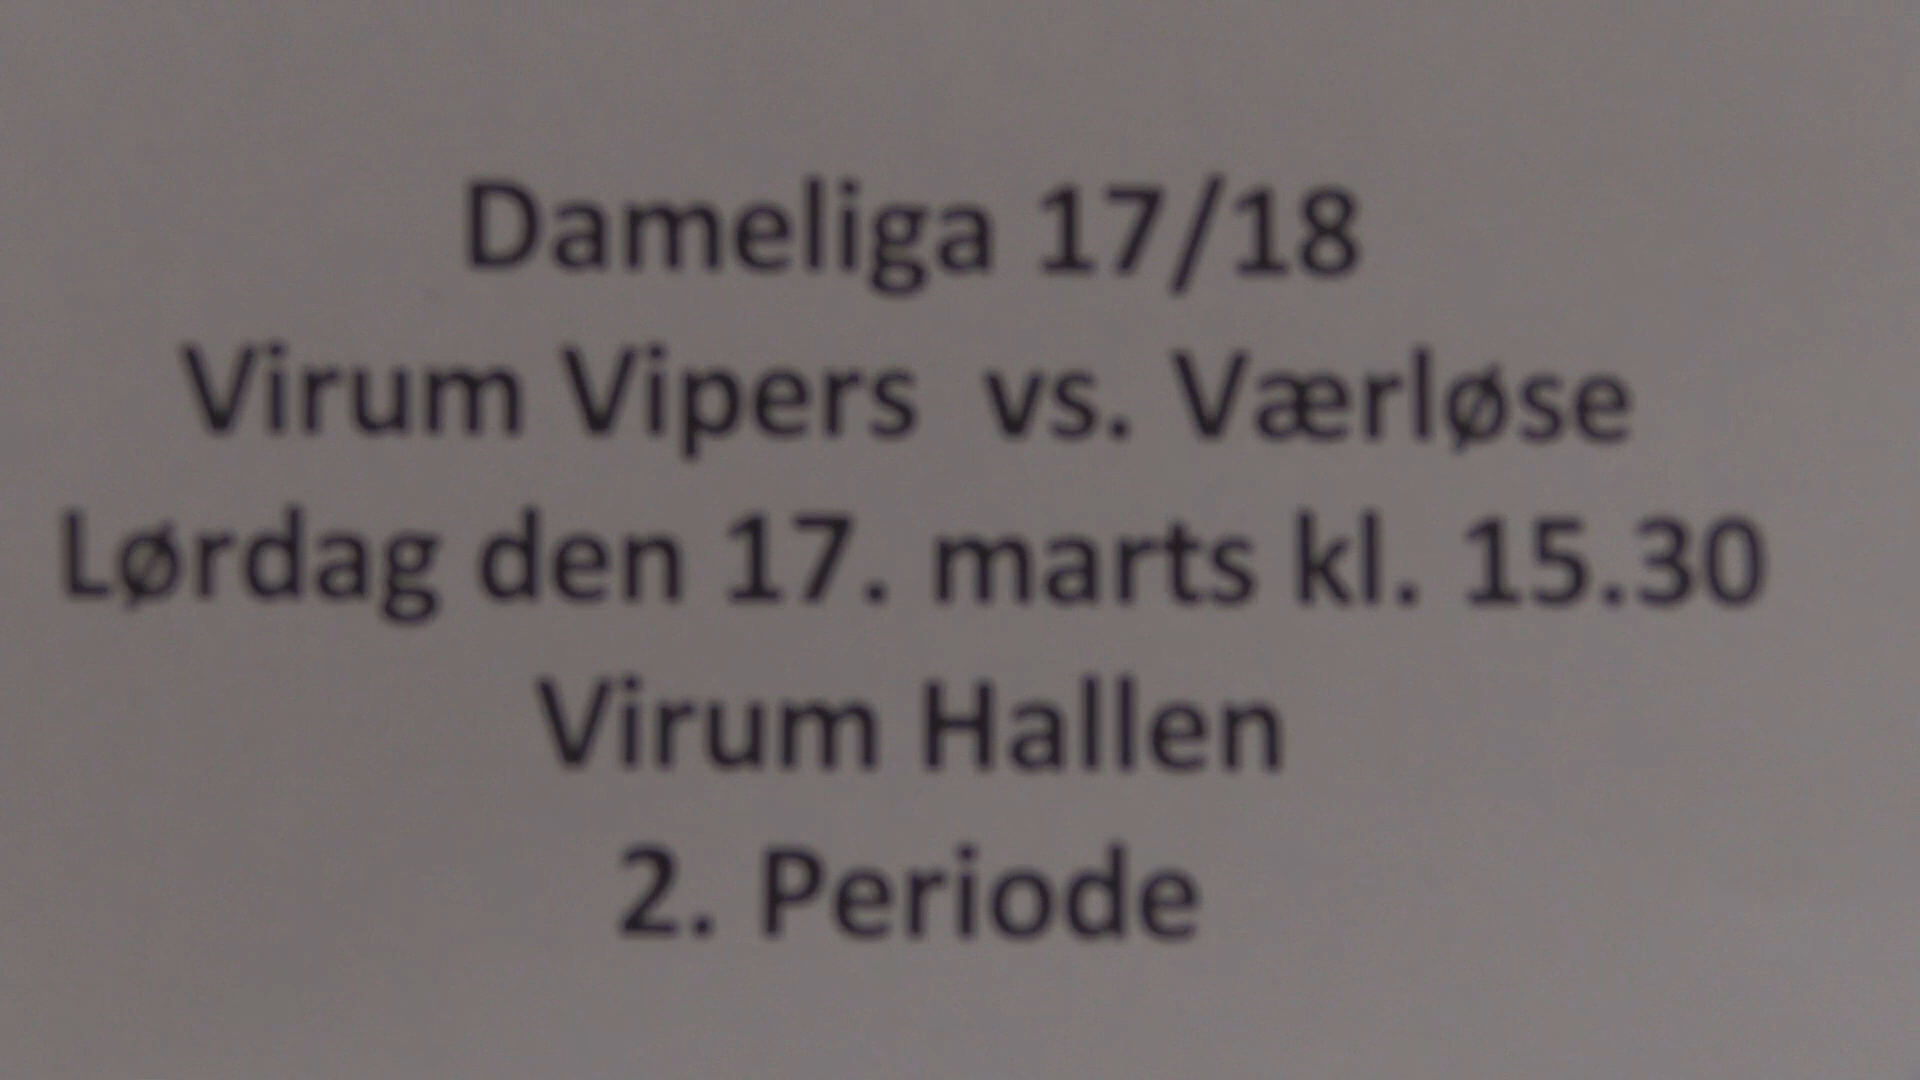 Dameliga 17/18
Virum Vipers  vs. Værløse
Lørdag den 17. marts kl. 15.30
Virum Hallen
2. Periode